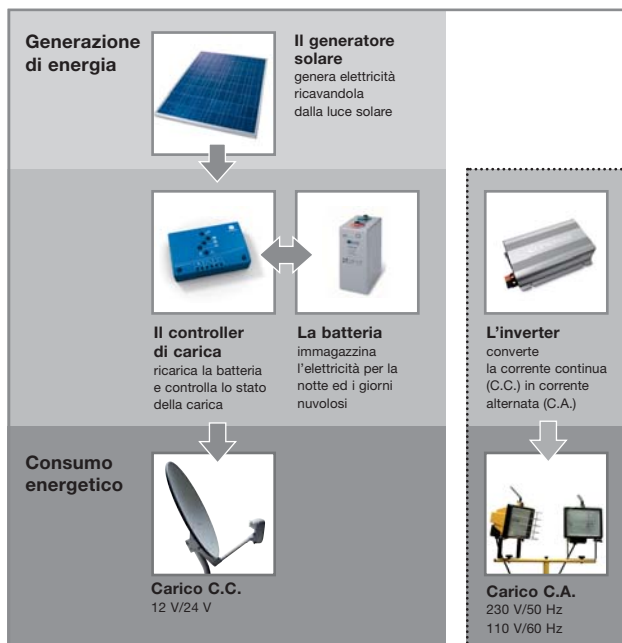 Generazione
di energia
Il generatore
solare
genera elettricità
ricavandola
dalla luce solare
Il controller
di carica
ricarica la batteria
e controlla lo stato
della carica
La batteria
immagazzina
l'elettricità per la
notte ed i giorni
nuvolosi
L'inverter
converte
la corrente continua
(C.C.) in corrente
alternata (C.A.)
Consumo
energetico
Carico C.C.
12 V/24 V
Carico C.A.
230 V/50 Hz
110 V/60 Hz